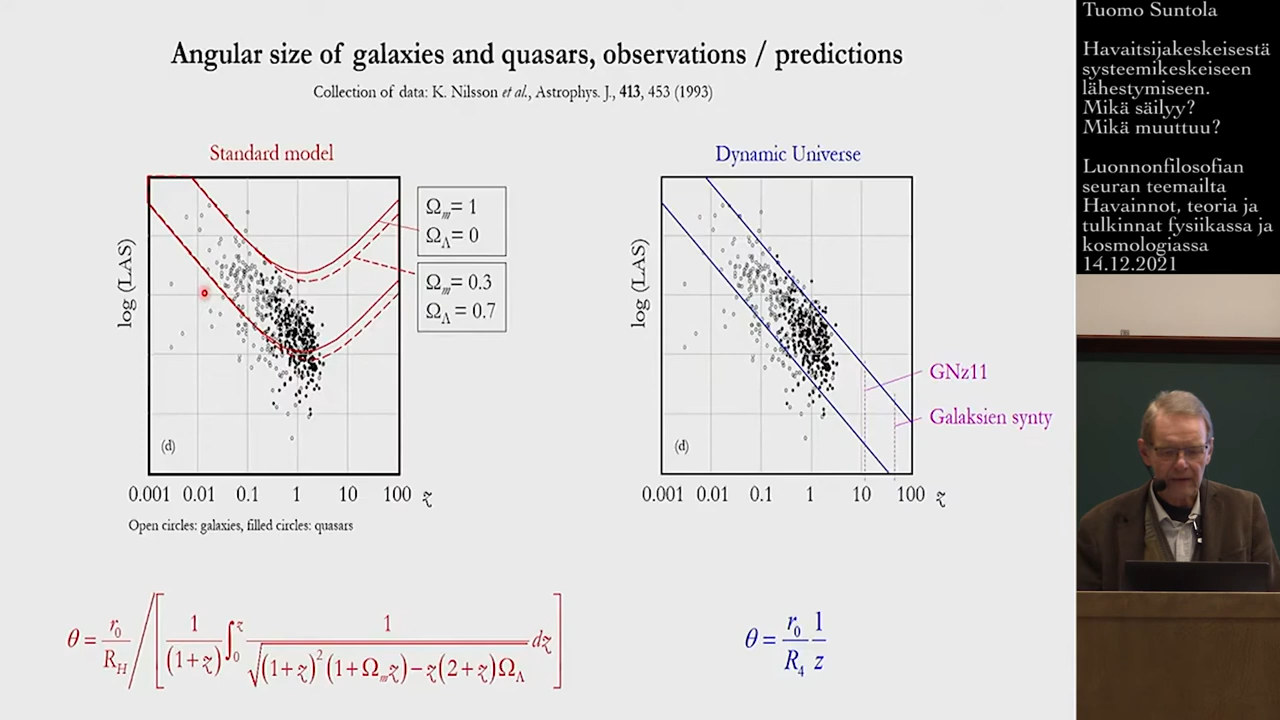 Angular size of galaxies and quasars, observations / predictions
Collection of data: K. Nilsson et al., Astrophys. J., 413, 453 (1993)
Standard model
log (LAS)
(d)
0.001 0.01 0.1 1 10 100 z
Open circles: galaxies, filled circles: quasars
Ωm= 1
ΩΛ= 0
Ωm= 0.3
ΩΛ= 0.7
Dynamic Universe
log (LAS)
(d)
0.001 0.01 0.1 1 10 100 z
GNz11
Galaksien synty
θ = r0/RH / [ 1/(1+z) ∫0^z 1/√((1+z)^2 (1+Ωm z) − z(2+z)ΩΛ) dz ]
θ = r0/R4 1/z
Tuomo Suntola
Havaitsijakeskeisestä
systeemikeskeiseen
lähestymiseen.
Mikä säilyy?
Mikä muuttuu?
Luonnonfilosofian
seuran teemailta
Havainnot, teoria ja
tulkinnat fysiikassa ja
kosmologiassa
14.12.2021